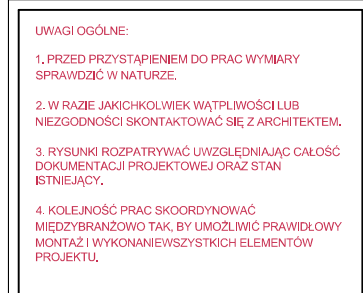 UWAGI OGÓLNE:
1. PRZED PRZYSTĄPIENIEM DO PRAC WYMIARY
SPRAWDZIĆ W NATURZE.
2. W RAZIE JAKICHKOLWIEK WĄTPLIWOŚCI LUB
NIEZGODNOŚCI SKONTAKTOWAĆ SIĘ Z ARCHITEKTEM.
3. RYSUNKI ROZPATRYWAĆ UWZGLĘDNIAJĄC CAŁOŚĆ
DOKUMENTACJI PROJEKTOWEJ ORAZ STAN
ISTNIEJĄCY.
4. KOLEJNOŚĆ PRAC SKOORDYNOWAĆ
MIĘDZYBRANŻOWO TAK, BY UMOŻLIWIĆ PRAWIDŁOWY
MONTAŻ I WYKONANIEWSZYSTKICH ELEMENTÓW
PROJEKTU.